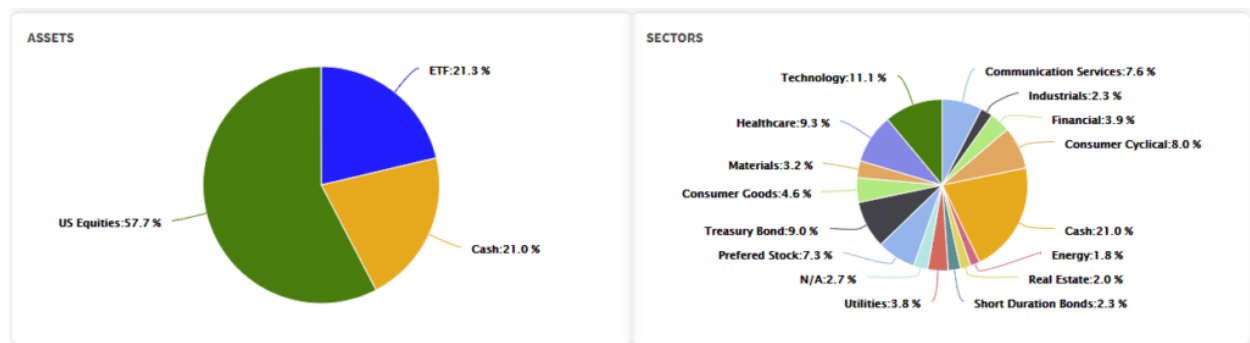 ASSETS
ETF:21.3 %
US Equities:57.7 %
Cash:21.0 %
SECTORS
Technology:11.1 %
Communication Services:7.6 %
Industrials:2.3 %
Healthcare:9.3 %
Financial:3.9 %
Consumer Cyclical:8.0 %
Materials:3.2 %
Consumer Goods:4.6 %
Treasury Bond:9.0 %
Cash:21.0 %
Prefered Stock:7.3 %
Energy:1.8 %
N/A:2.7 %
Real Estate:2.0 %
Utilities:3.8 %
Short Duration Bonds:2.3 %